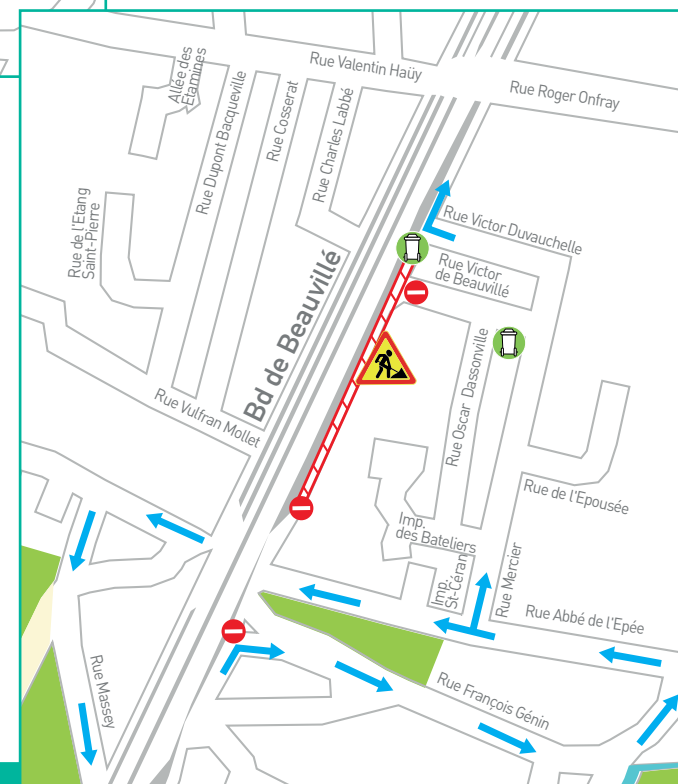 Rue Valentin Haüy
Rue Roger Onfray
Allée des
Etamines
Rue Dupont Bacqueville
Rue Cosserat
Rue Charles Labbé
Rue de l'Etang
Saint-Pierre
Rue Victor Duvauchelle
Rue Victor
de Beauvillé
Bd de Beauvillé
Rue Oscar Dassonville
Rue Vulfran Mollet
Rue de l'Epousée
Imp.
des Bateliers
Imp.
St-Céran
Rue Mercier
Rue Abbé de l'Epée
Rue Massey
Rue François Génin